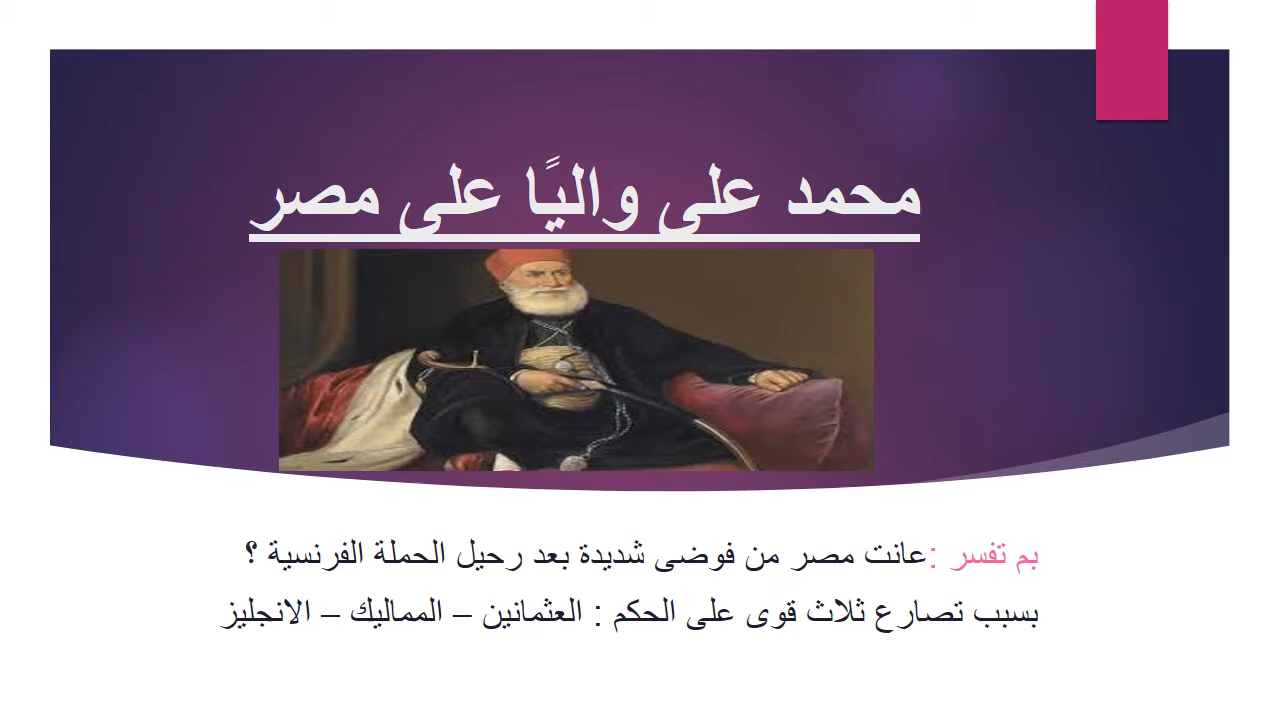 محمد على واليًا على مصر
بم تفسر :عانت مصر من فوضى شديدة بعد رحيل الحملة الفرنسية ؟
بسبب تصارع ثلاث قوى على الحكم : العثمانين – المماليك – الانجليز